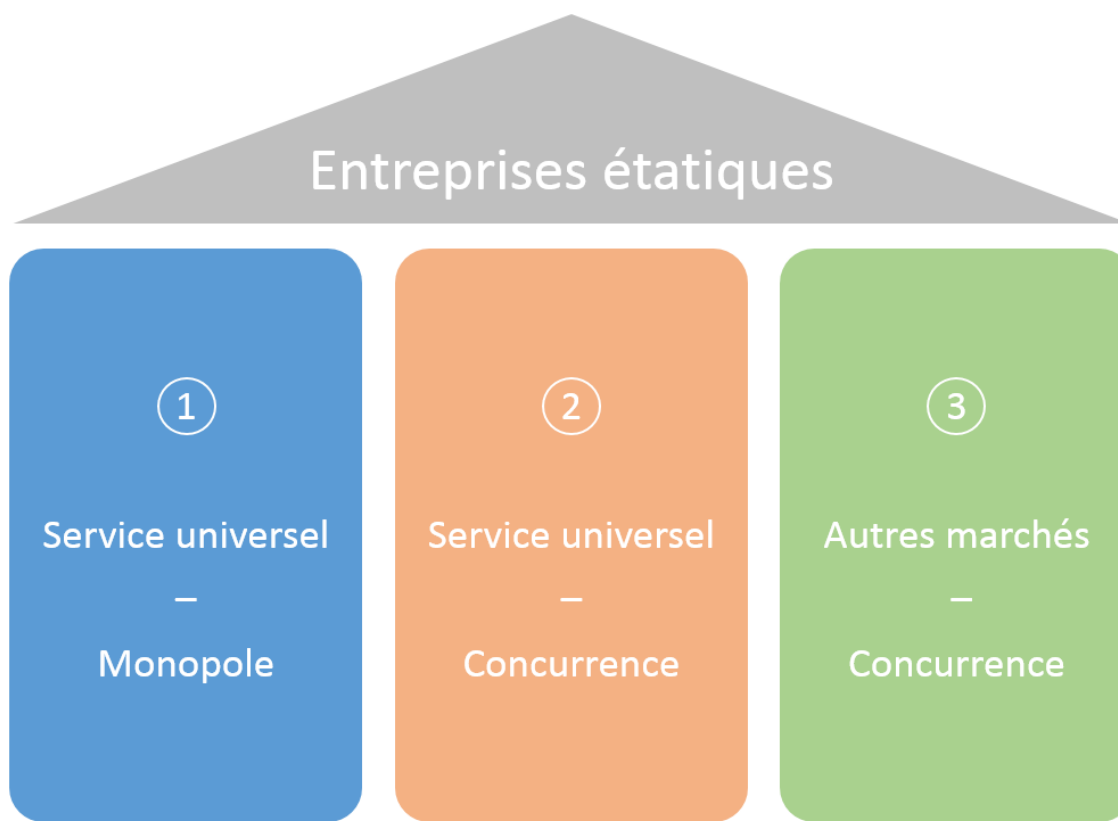 Entreprises étatiques
1
Service universel
–
Monopole
2
Service universel
–
Concurrence
3
Autres marchés
–
Concurrence